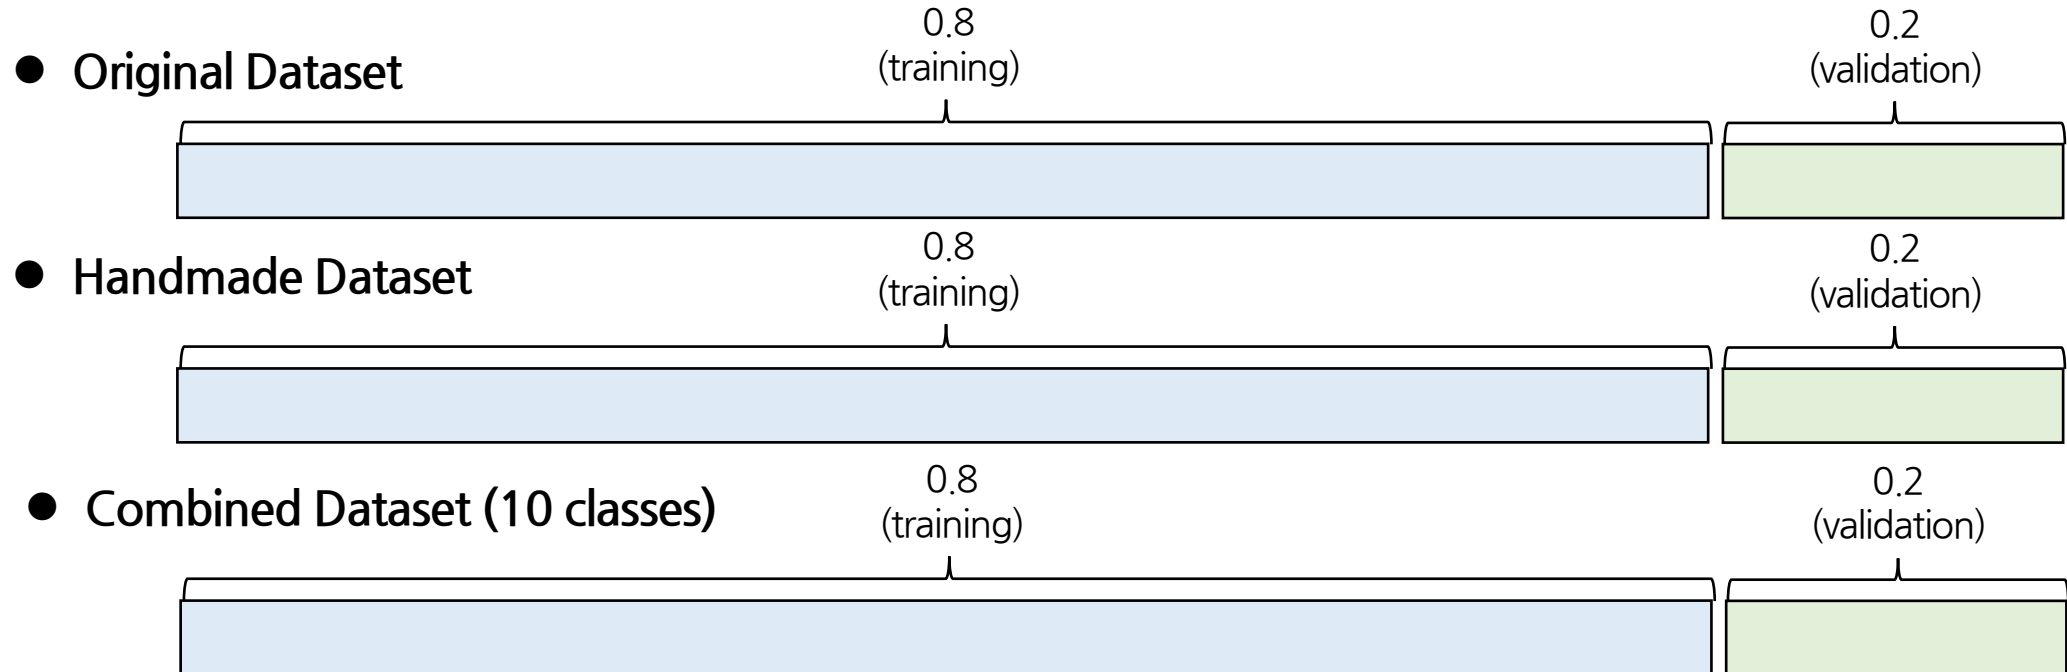 0.8
(training)
0.2
(validation)
● Original Dataset
0.8
(training)
0.2
(validation)
● Handmade Dataset
0.8
(training)
0.2
(validation)
● Combined Dataset (10 classes)